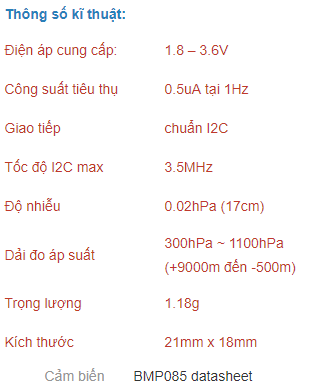 Thông số kĩ thuật:
Điện áp cung cấp: 1.8 – 3.6V
Công suất tiêu thụ 0.5uA tại 1Hz
Giao tiếp chuẩn I2C
Tốc độ I2C max 3.5MHz
Độ nhiễu 0.02hPa (17cm)
Dải đo áp suất 300hPa ~ 1100hPa
(+9000m đến -500m)
Trọng lượng 1.18g
Kích thước 21mm x 18mm
Cảm biến BMP085 datasheet